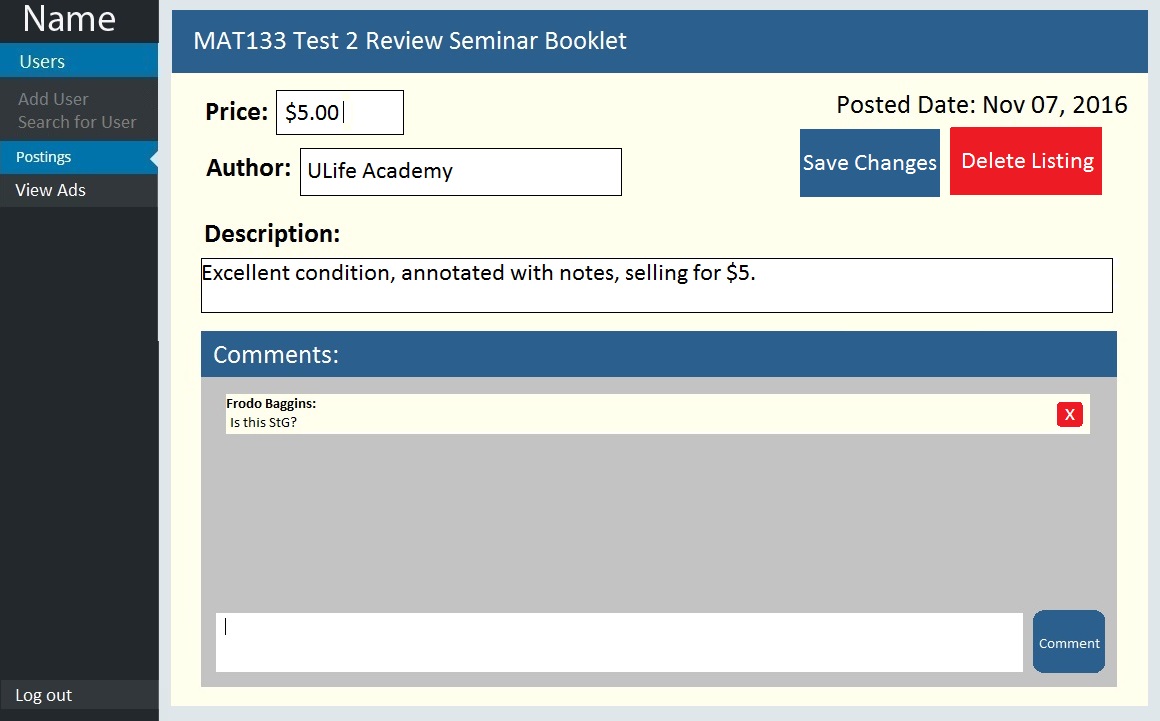 Name
Users
Add User
Search for User
Postings
View Ads
Log out
MAT133 Test 2 Review Seminar Booklet
Price: $5.00
Posted Date: Nov 07, 2016
Save Changes
Delete Listing
Author: ULife Academy
Description:
Excellent condition, annotated with notes, selling for $5.
Comments:
Frodo Baggins:
Is this StG?
X
Comment